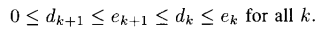 0 ≤ d_{k+1} ≤ e_{k+1} ≤ d_k ≤ e_k for all k.